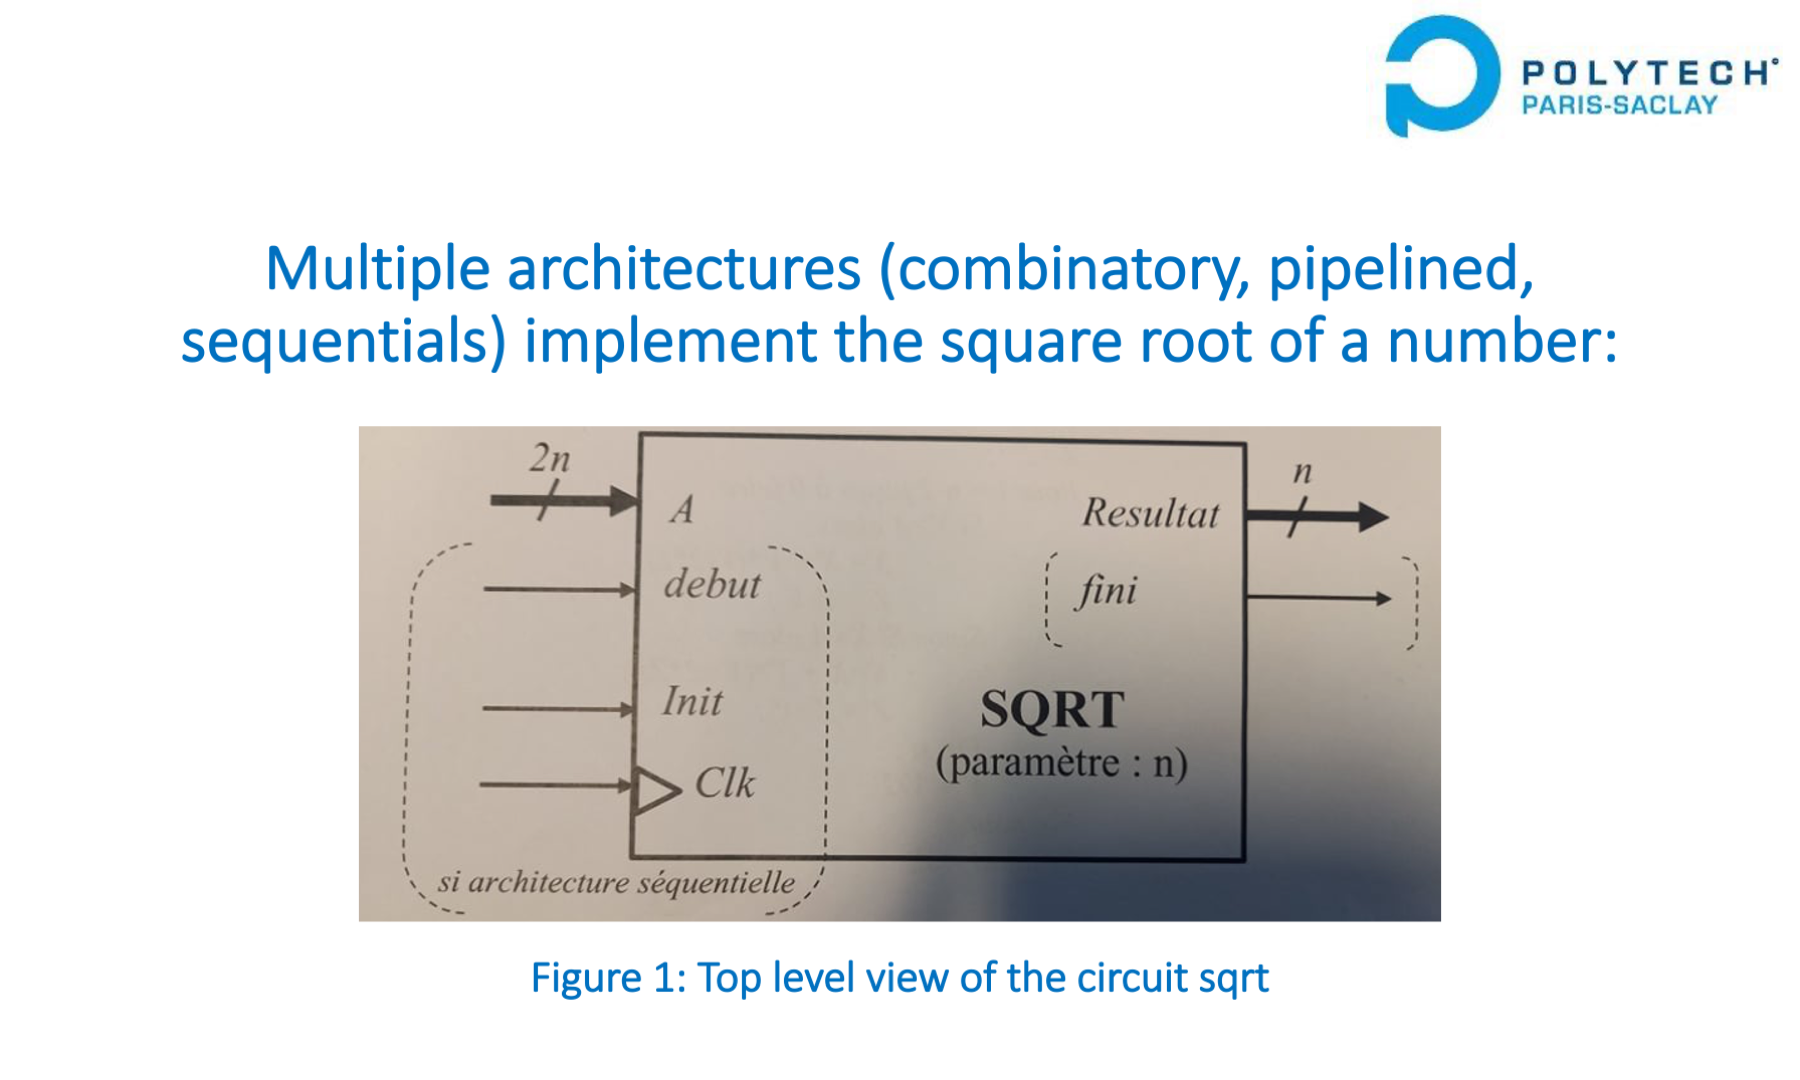 POLYTECH
PARIS-SACLAY
Multiple architectures (combinatory, pipelined,
sequentials) implement the square root of a number:
2n
A
debut
Init
Clk
si architecture séquentielle
n
Resultat
fini
SQRT
(paramètre : n)
Figure 1: Top level view of the circuit sqrt